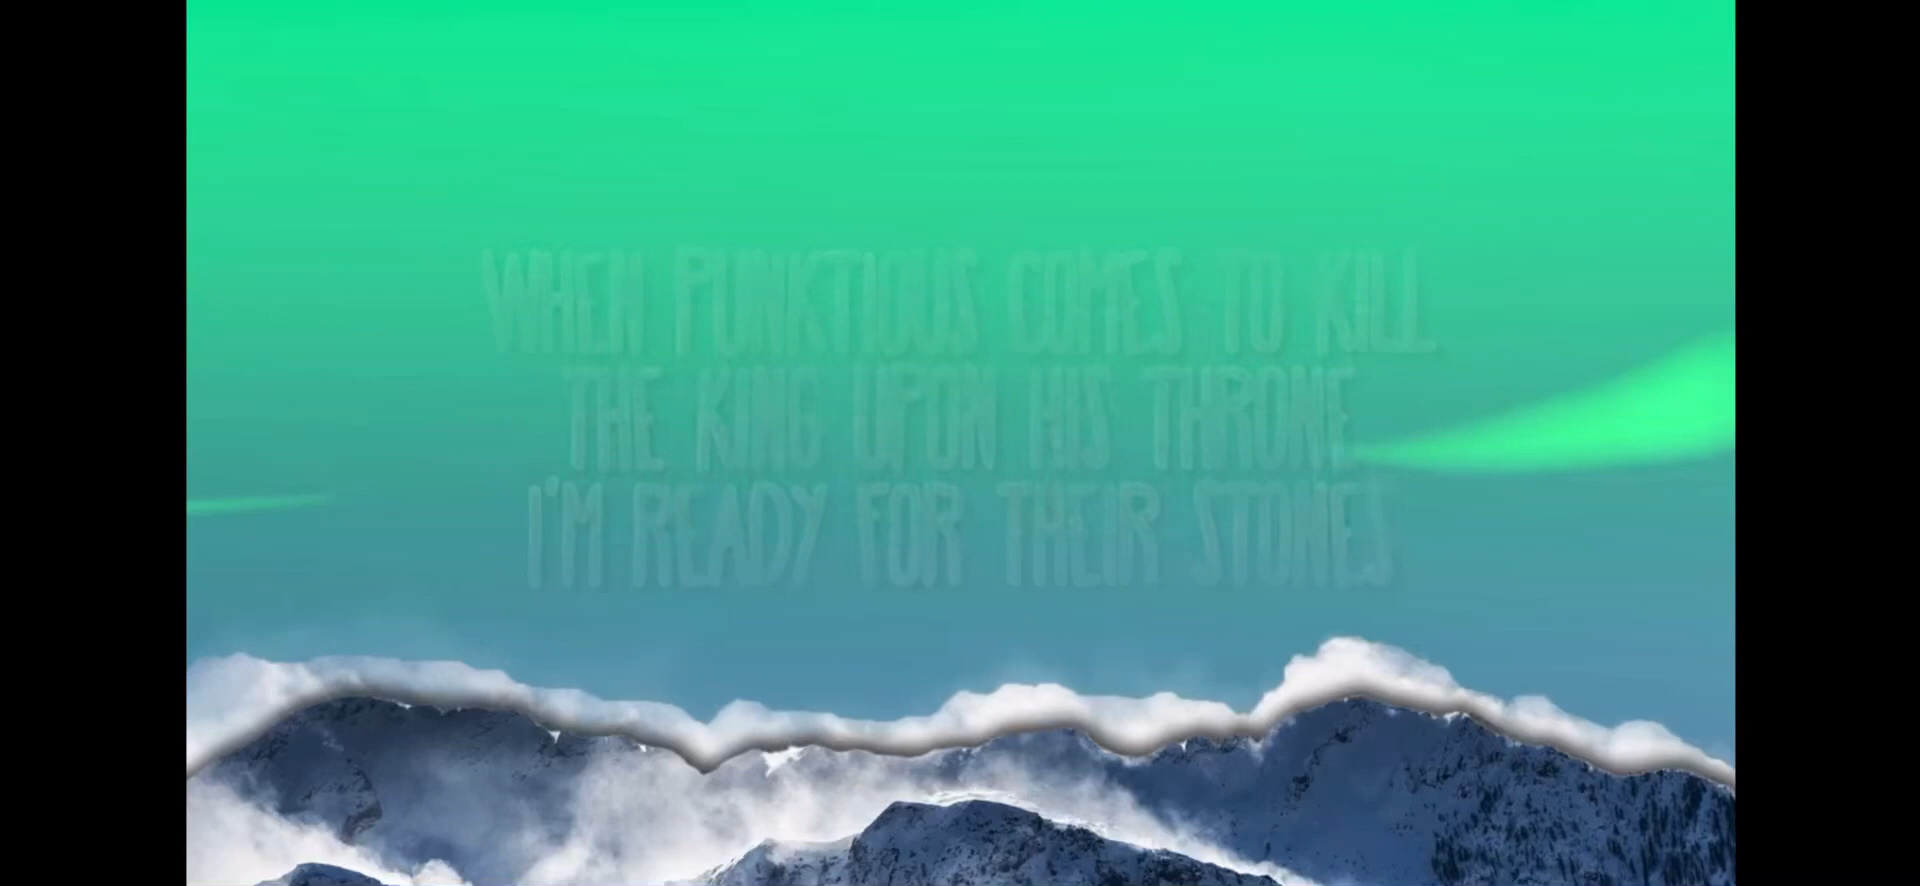 WHEN PUNKTIOUS COMES TO KILL
THE KING UPON HIS THRONE
I'M READY FOR THEIR STONES